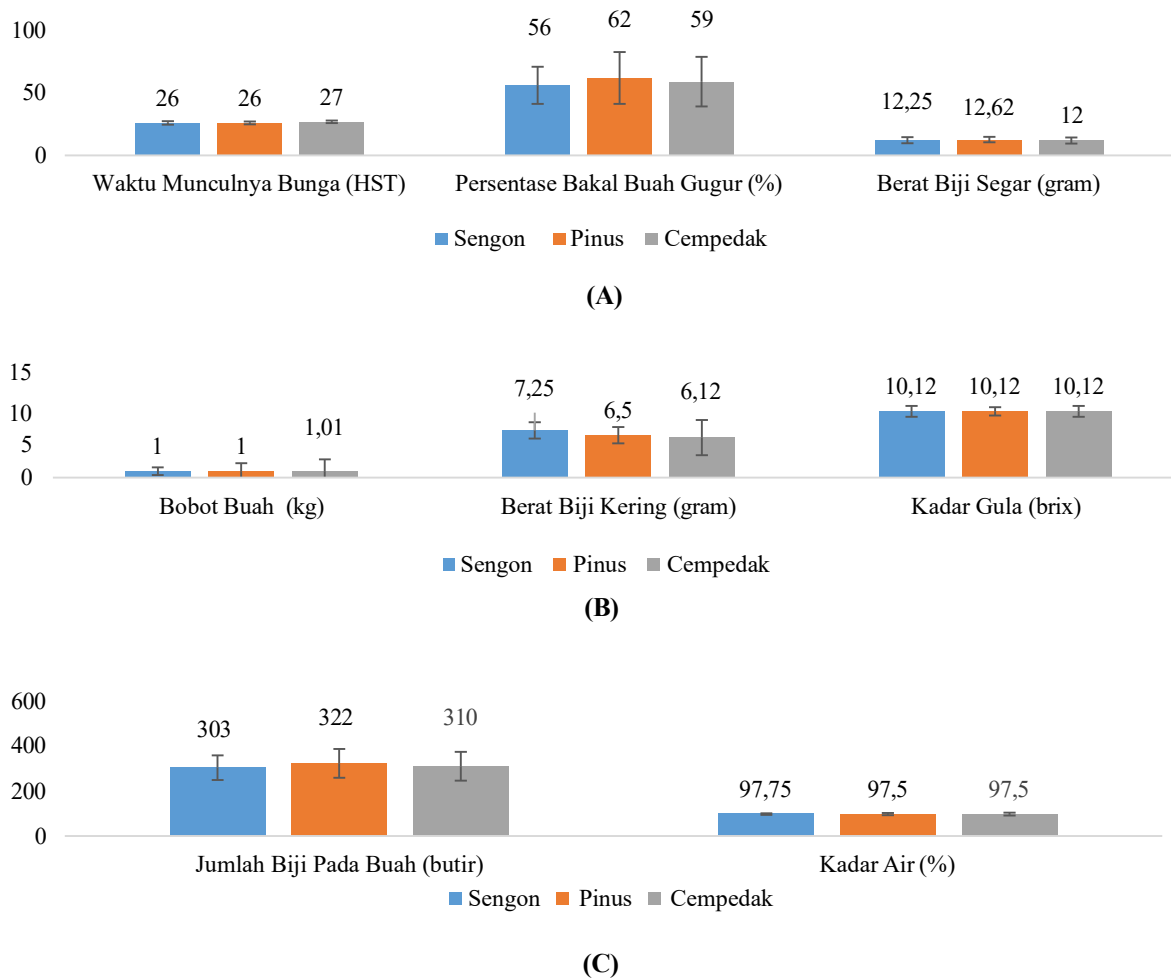 100
50
0
26
26
27
56
62
59
12,25
12,62
12
Waktu Munculnya Bunga (HST)
Persentase Bakal Buah Gugur (%)
Berat Biji Segar (gram)
Sengon
Pinus
Cempedak
(A)
15
10
5
0
1
1
1,01
7,25
6,5
6,12
10,12
10,12
10,12
Bobot Buah (kg)
Berat Biji Kering (gram)
Kadar Gula (brix)
Sengon
Pinus
Cempedak
(B)
600
400
200
0
303
322
310
97,75
97,5
97,5
Jumlah Biji Pada Buah (butir)
Kadar Air (%)
Sengon
Pinus
Cempedak
(C)